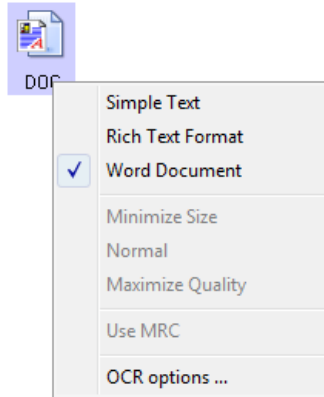 DOC
Simple Text
Rich Text Format
Word Document
Minimize Size
Normal
Maximize Quality
Use MRC
OCR options ...